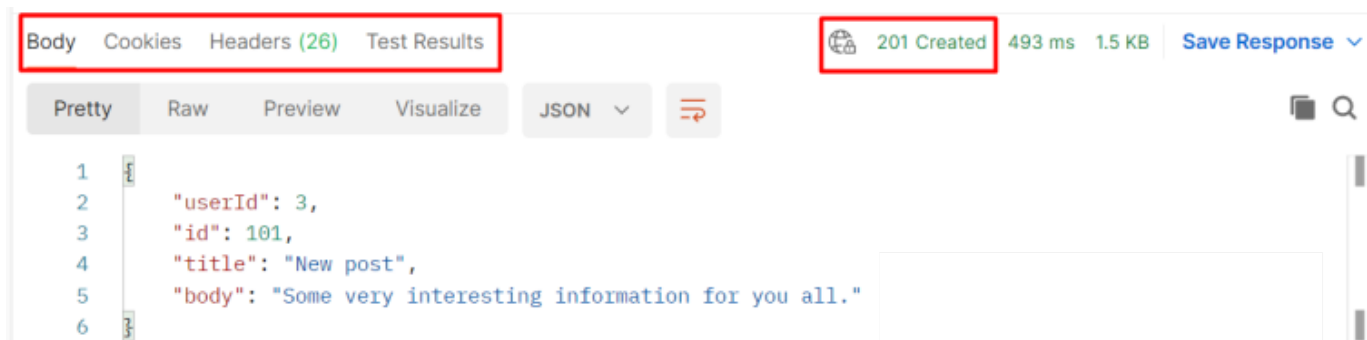 Body Cookies Headers (26) Test Results 201 Created 493 ms 1.5 KB Save Response
Pretty Raw Preview Visualize JSON
1 {
2 "userId": 3,
3 "id": 101,
4 "title": "New post",
5 "body": "Some very interesting information for you all."
6 }